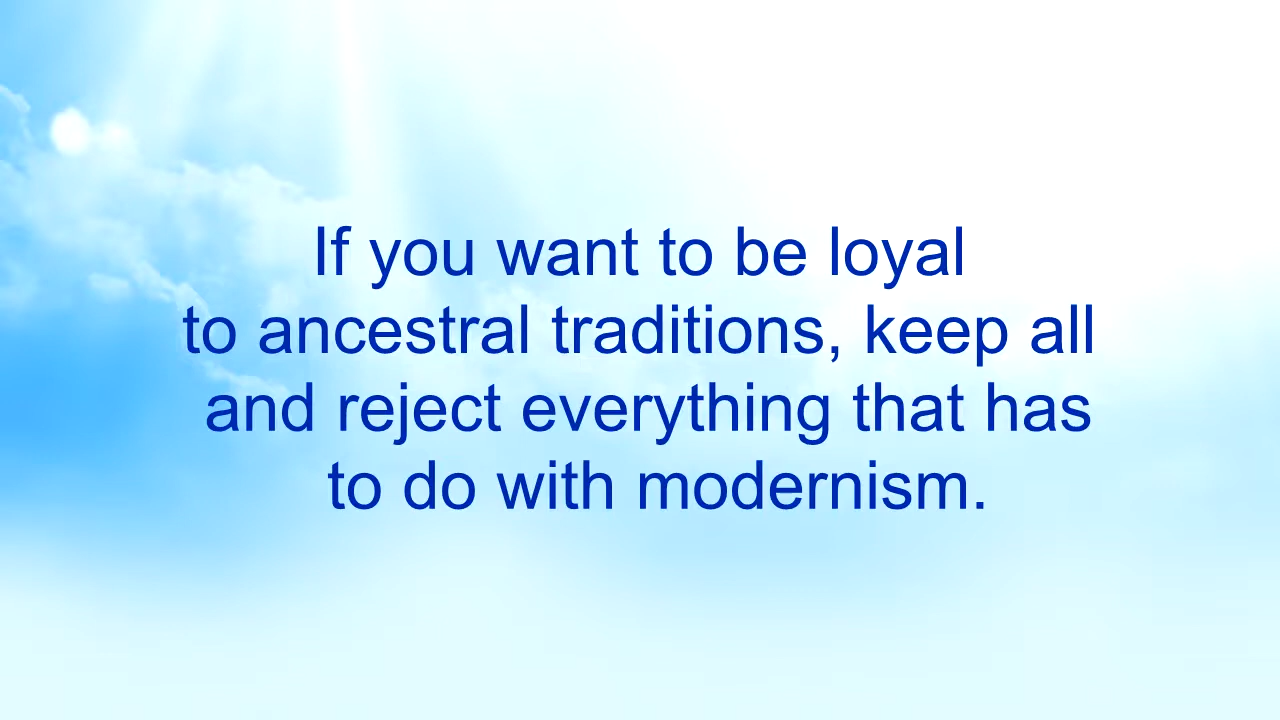 If you want to be loyal
to ancestral traditions, keep all
and reject everything that has
to do with modernism.